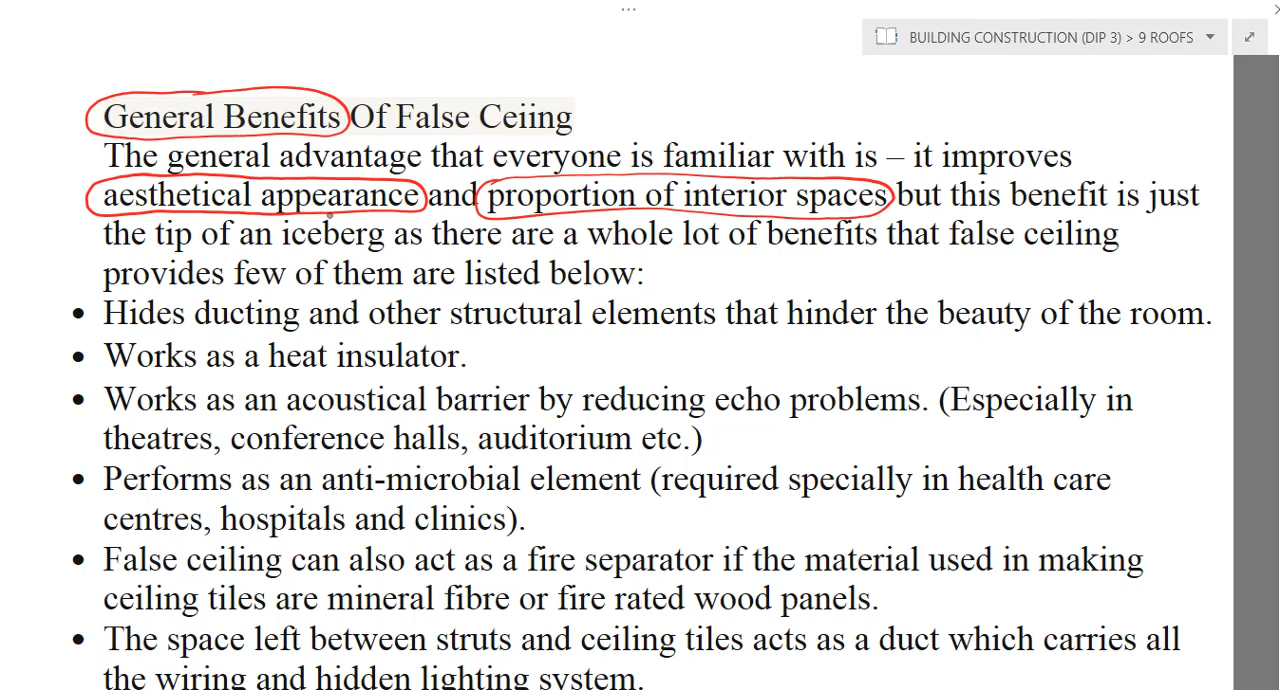 BUILDING CONSTRUCTION (DIP 3) > 9 ROOFS
General Benefits Of False Ceiing
The general advantage that everyone is familiar with is – it improves
aesthetical appearance and proportion of interior spaces but this benefit is just
the tip of an iceberg as there are a whole lot of benefits that false ceiling
provides few of them are listed below:
• Hides ducting and other structural elements that hinder the beauty of the room.
• Works as a heat insulator.
• Works as an acoustical barrier by reducing echo problems. (Especially in
theatres, conference halls, auditorium etc.)
• Performs as an anti-microbial element (required specially in health care
centres, hospitals and clinics).
• False ceiling can also act as a fire separator if the material used in making
ceiling tiles are mineral fibre or fire rated wood panels.
• The space left between struts and ceiling tiles acts as a duct which carries all
the wiring and hidden lighting system.